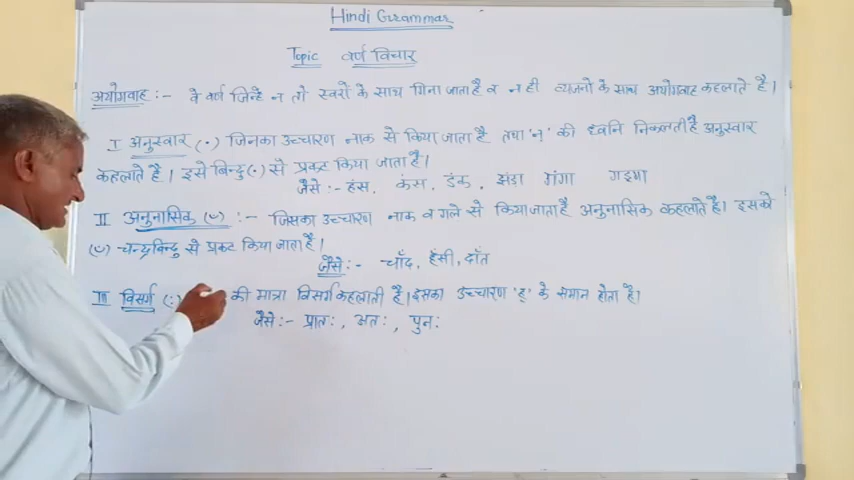 Hindi Grammar
Topic वर्ण विचार
अयोगवाह :- वे वर्ण जिन्हे न तो स्वरों के साथ गिना जाता है व न ही व्यंजनों के साथ अयोगवाह कहलाते है।
I अनुस्वार (ं) जिनका उच्चारण नाक से किया जाता है तथा 'न्' की ध्वनि निकलती है अनुस्वार
कहलाते है। इसे बिन्दु (ं) से प्रकट किया जाता है।
जैसे :- हंस, कंस, डंक, झंडा गंगा
II अनुनासिक (ँ) :- जिसका उच्चारण नाक व गले से किया जाता है अनुनासिक कहलाते है। इसको
(ँ) चन्द्रबिन्दु से प्रकट किया जाता है।
जैसे :- चाँद, हँसी, दाँत
III विसर्ग (:) की मात्रा विसर्ग कहलाती है। इसका उच्चारण 'ह्' के समान होता है।
जैसे :- प्रातः, अतः, पुनः